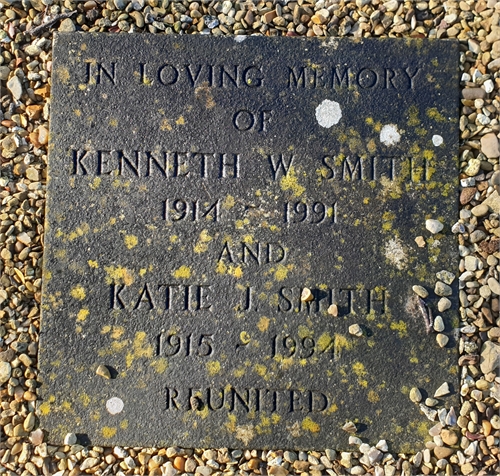 IN LOVING MEMORY
OF
KENNETH W. SMITH
1914 ~ 1991
AND
KATIE J. SMITH
1915 ~ 1994
REUNITED